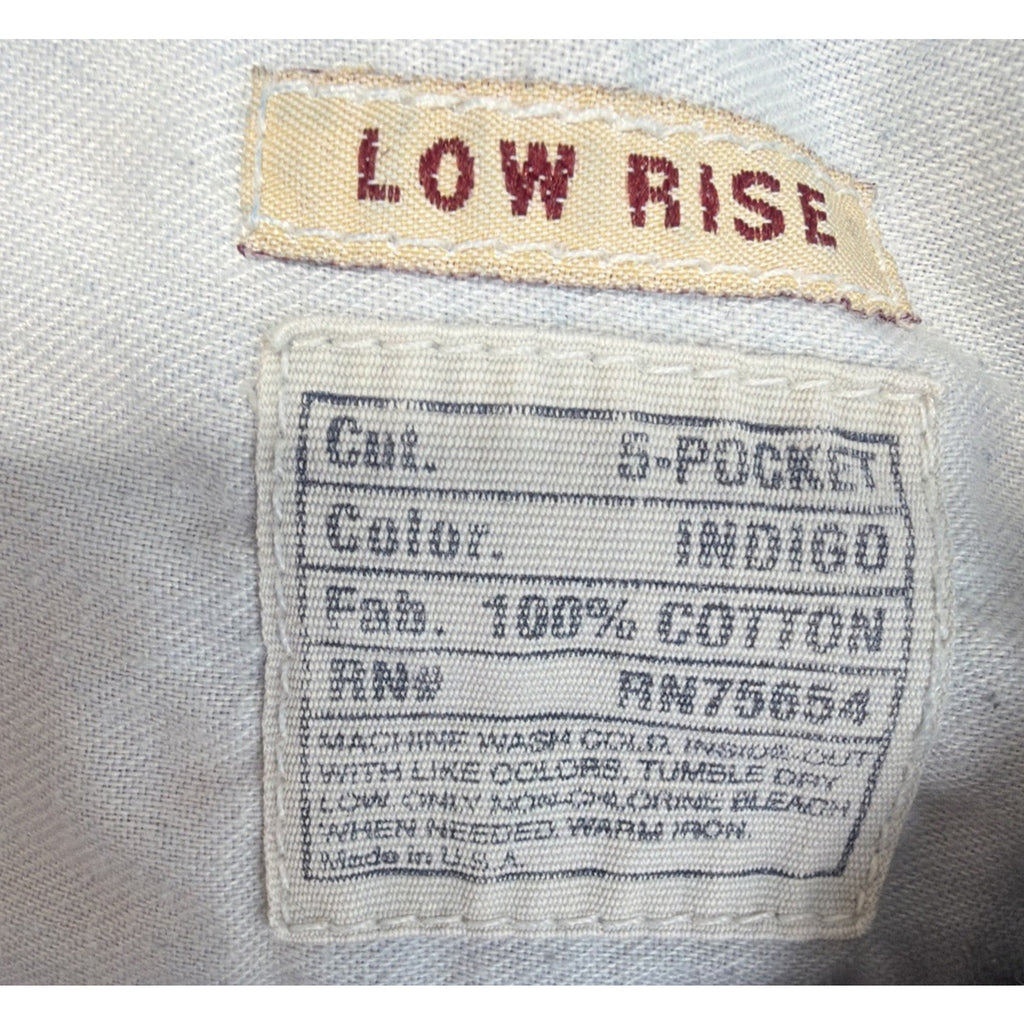 LOW RISE
Cut. 5-POCKET
Color. INDIGO
Fab. 100% COTTON
RN# RN75654
MACHINE WASH COLD, INSIDE-OUT
WITH LIKE COLORS, TUMBLE DRY
LOW. ONLY NON-CHLORINE BLEACH
WHEN NEEDED. WARM IRON.
Made in U.S.A.